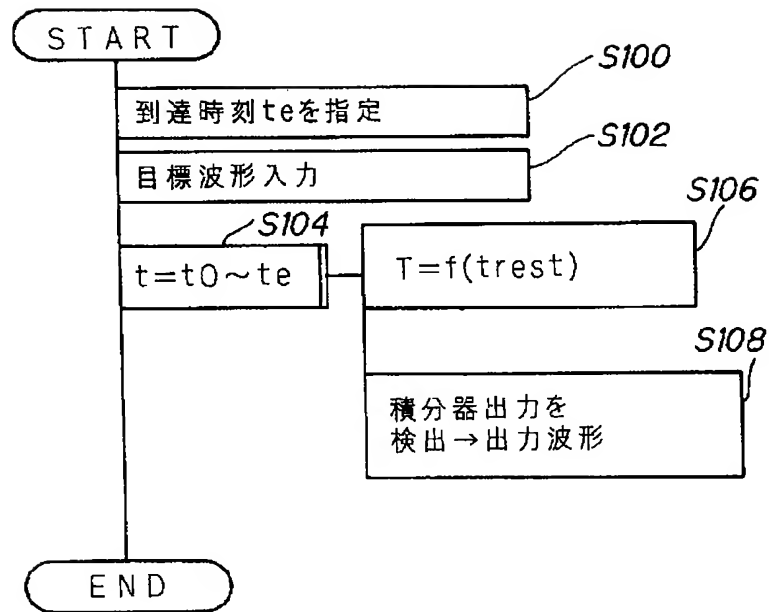 START
S100
到達時刻teを指定
S102
目標波形入力
S104
t=t0～te
S106
T=f(trest)
S108
積分器出力を
検出→出力波形
END